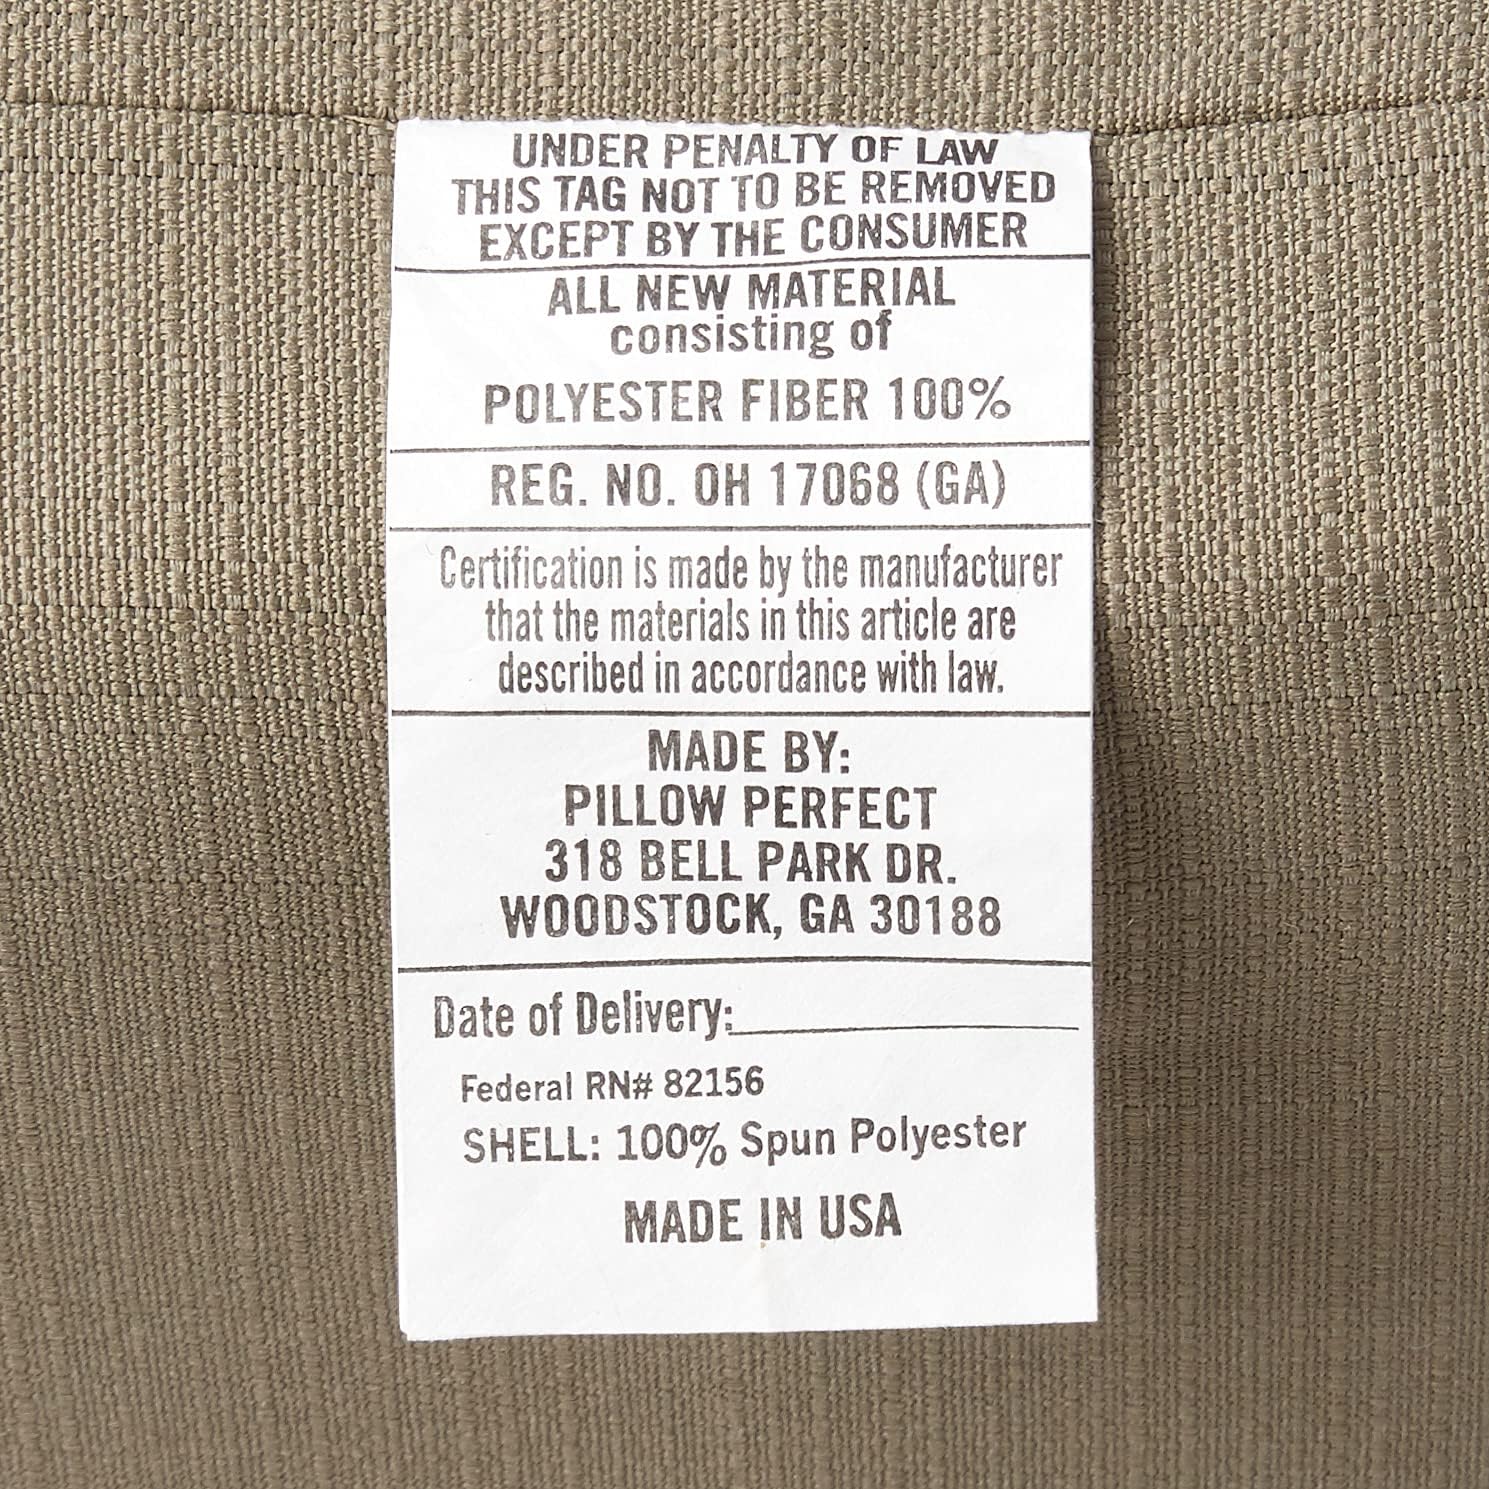 UNDER PENALTY OF LAW
THIS TAG NOT TO BE REMOVED
EXCEPT BY THE CONSUMER
ALL NEW MATERIAL
consisting of
POLYESTER FIBER 100%
REG. NO. OH 17068 (GA)
Certification is made by the manufacturer
that the materials in this article are
described in accordance with law.
MADE BY:
PILLOW PERFECT
318 BELL PARK DR.
WOODSTOCK, GA 30188
Date of Delivery:
Federal RN# 82156
SHELL: 100% Spun Polyester
MADE IN USA